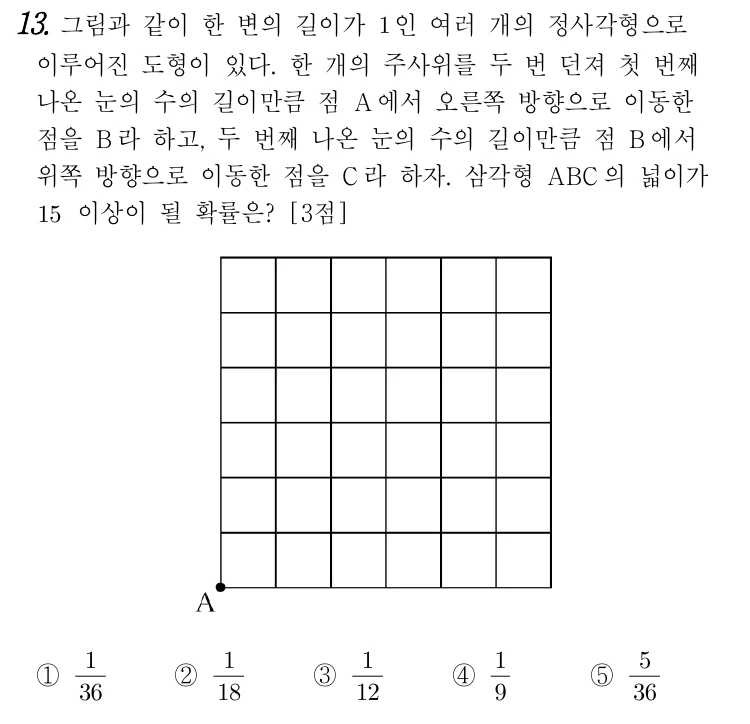 13. 그림과 같이 한 변의 길이가 1인 여러 개의 정사각형으로
이루어진 도형이 있다. 한 개의 주사위를 두 번 던져 첫 번째
나온 눈의 수의 길이만큼 점 A에서 오른쪽 방향으로 이동한
점을 B라 하고, 두 번째 나온 눈의 수의 길이만큼 점 B에서
위쪽 방향으로 이동한 점을 C라 하자. 삼각형 ABC의 넓이가
15 이상이 될 확률은? [3점]
A
① 1/36 ② 1/18 ③ 1/12 ④ 1/9 ⑤ 5/36